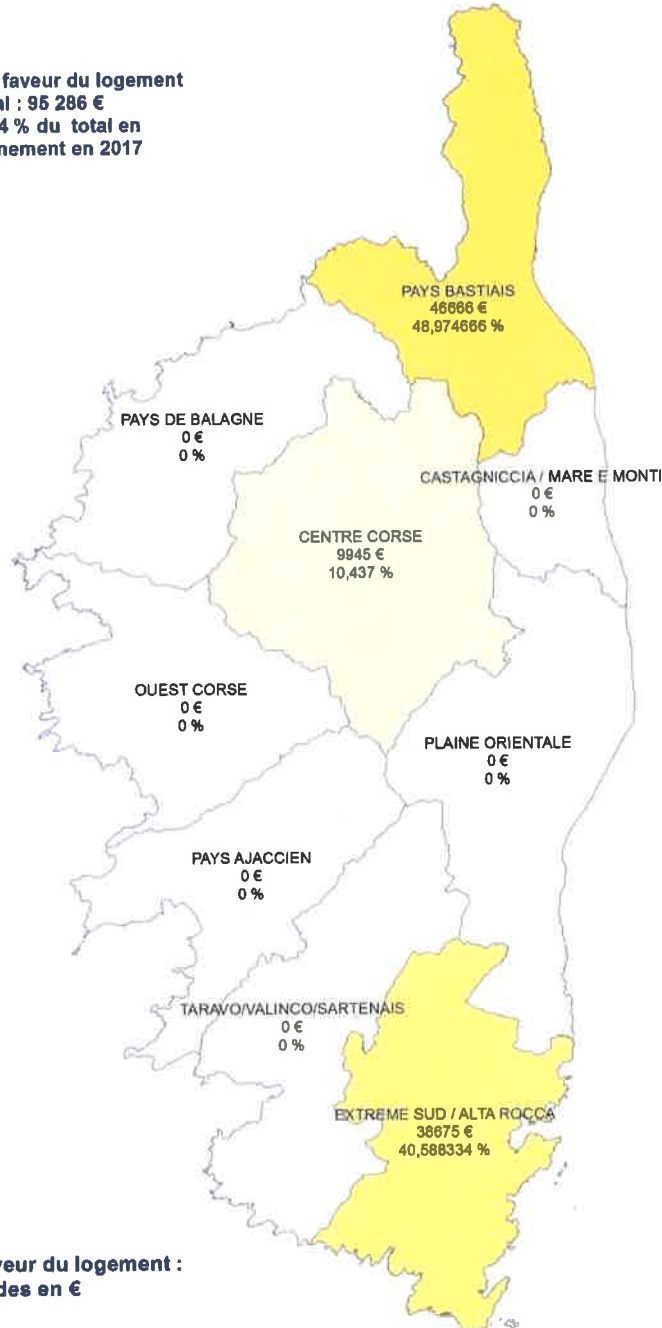 faveur du logement
al : 95 286 €
4 % du total en
nement en 2017
PAYS BASTIAIS
46666 €
48,974666 %
PAYS DE BALAGNE
0 €
0 %
CASTAGNICCIA / MARE E MONTI
0 €
0 %
CENTRE CORSE
9945 €
10,437 %
OUEST CORSE
0 €
0 %
PLAINE ORIENTALE
0 €
0 %
PAYS AJACCIEN
0 €
0 %
TARAVO/VALINCO/SARTENAIS
0 €
0 %
EXTREME SUD / ALTA ROCCA
38675 €
40,588334 %
veur du logement :
des en €